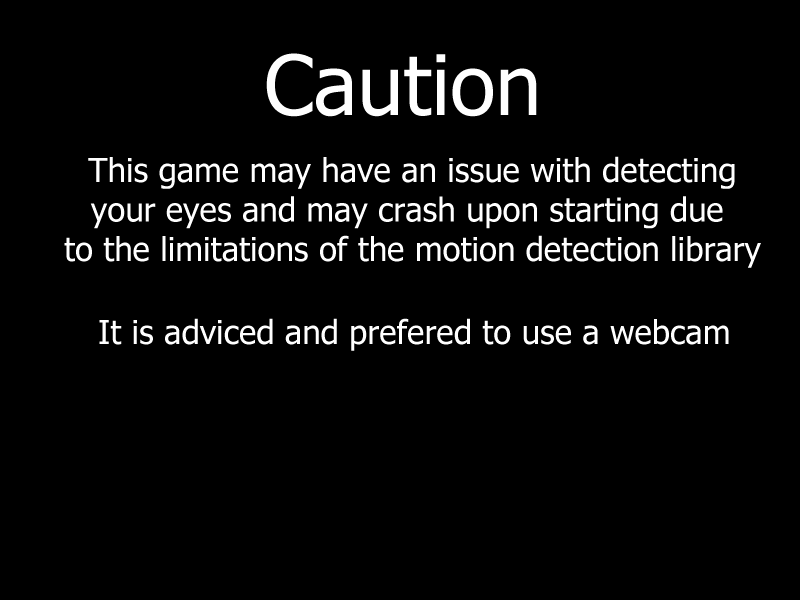 Caution
This game may have an issue with detecting
your eyes and may crash upon starting due
to the limitations of the motion detection library
It is adviced and prefered to use a webcam